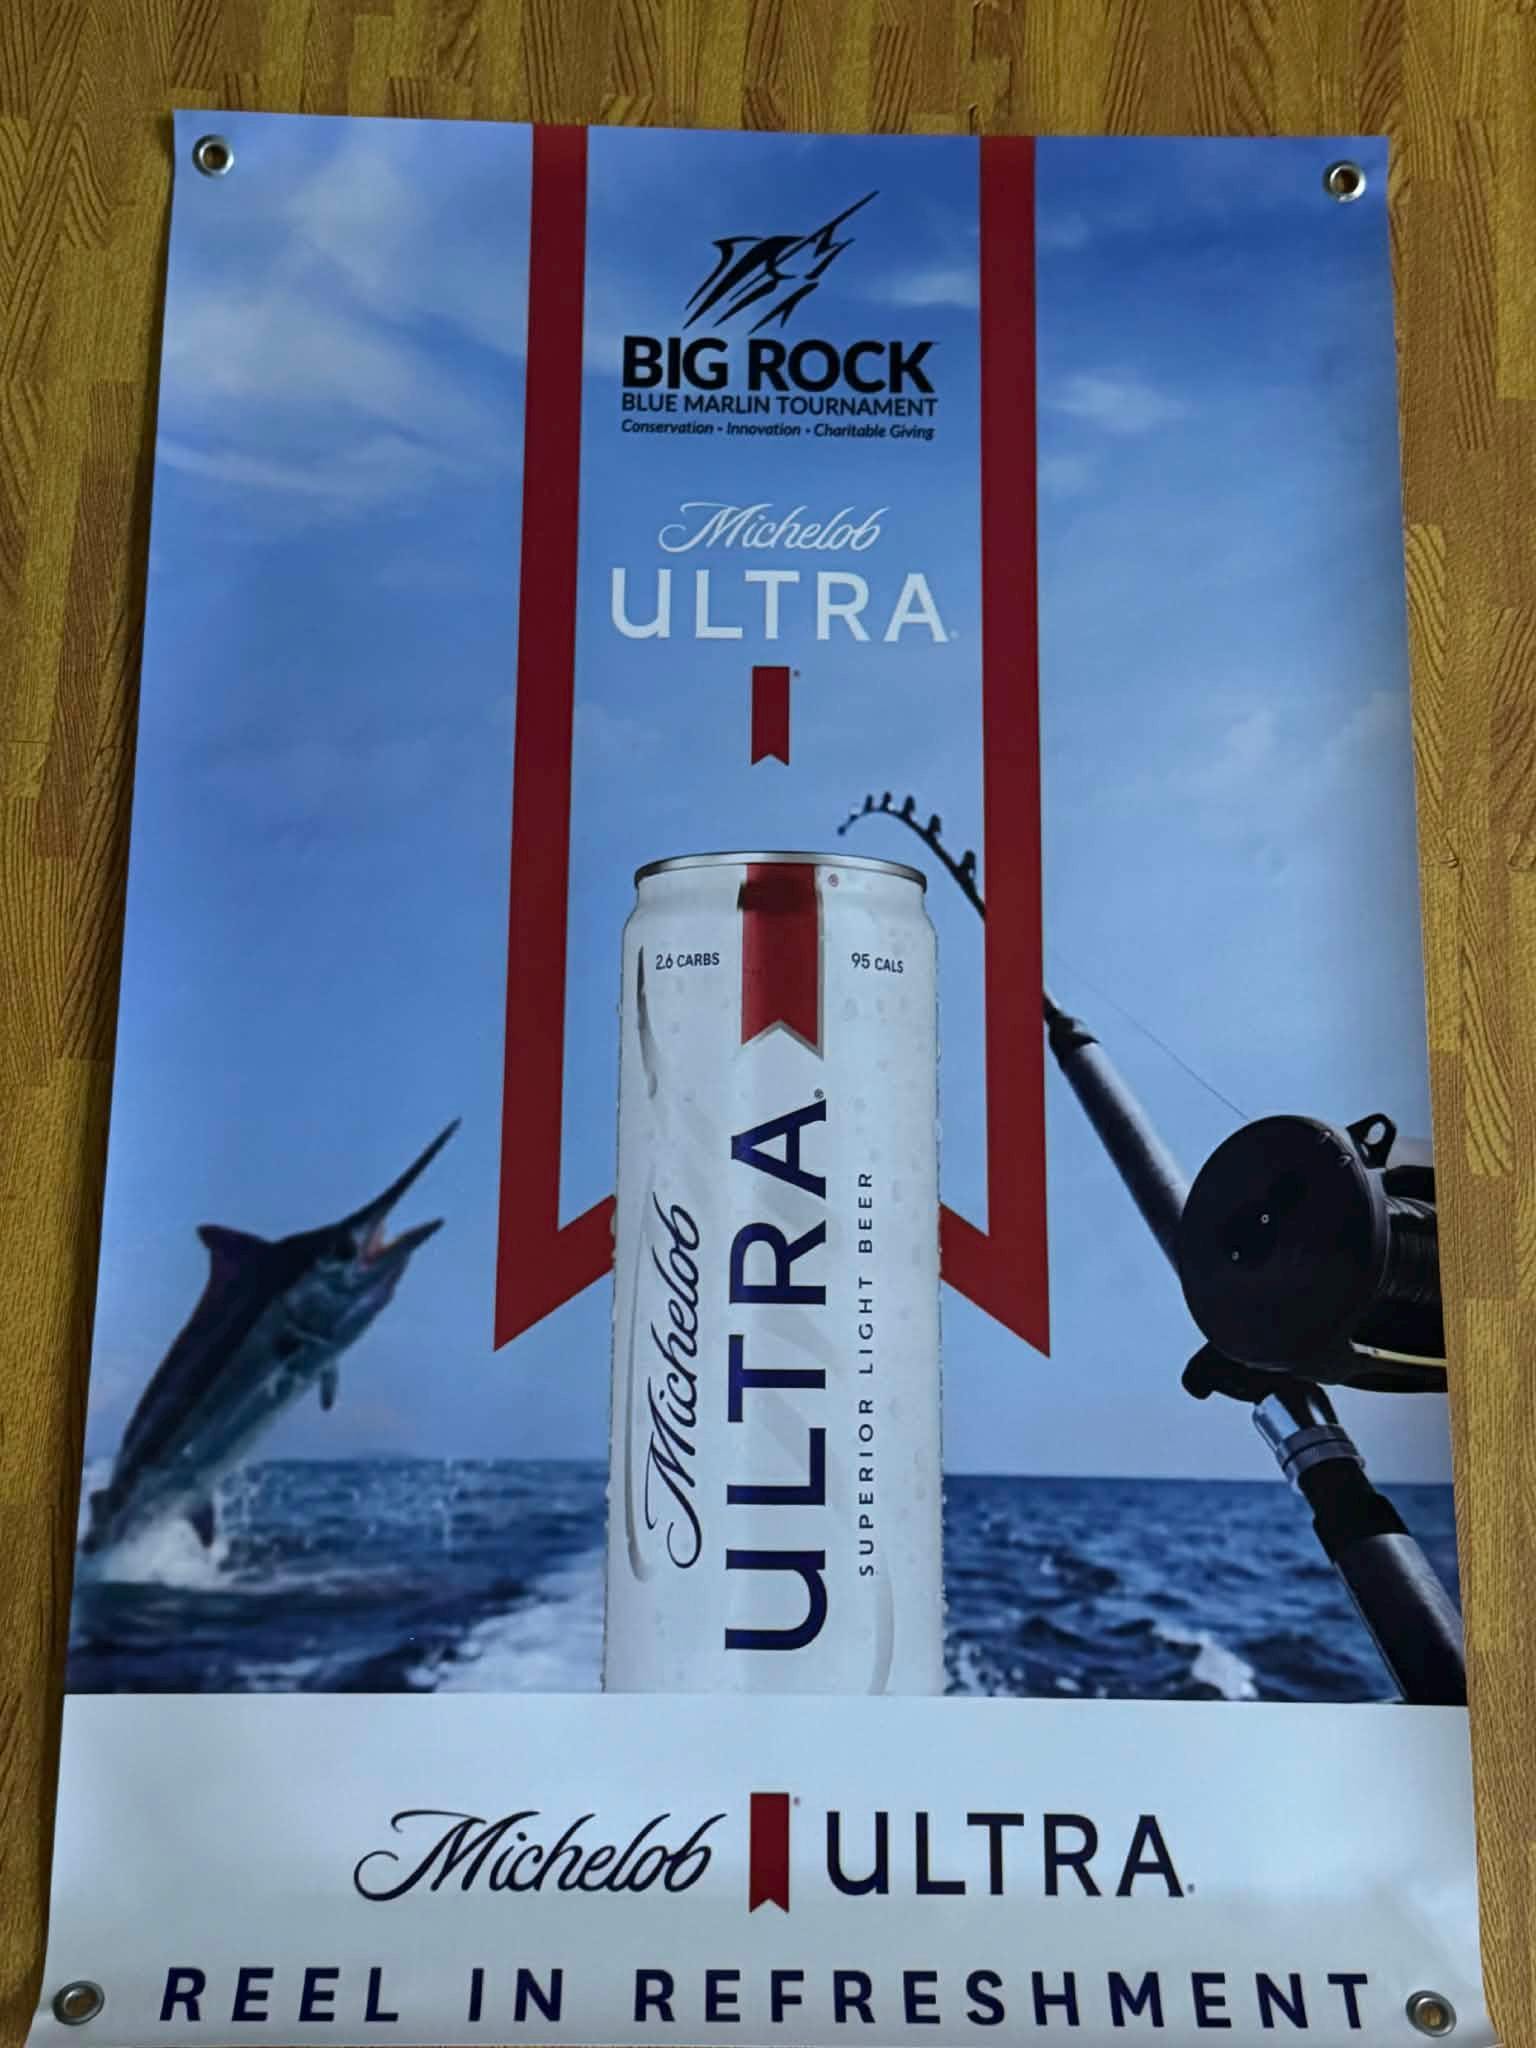 BIG ROCK
BLUE MARLIN TOURNAMENT
Conservation • Innovation • Charitable Giving
Michelob
ULTRA
2.6 CARBS
95 CALS
Michelob
ULTRA
SUPERIOR LIGHT BEER
Michelob ULTRA
REEL IN REFRESHMENT